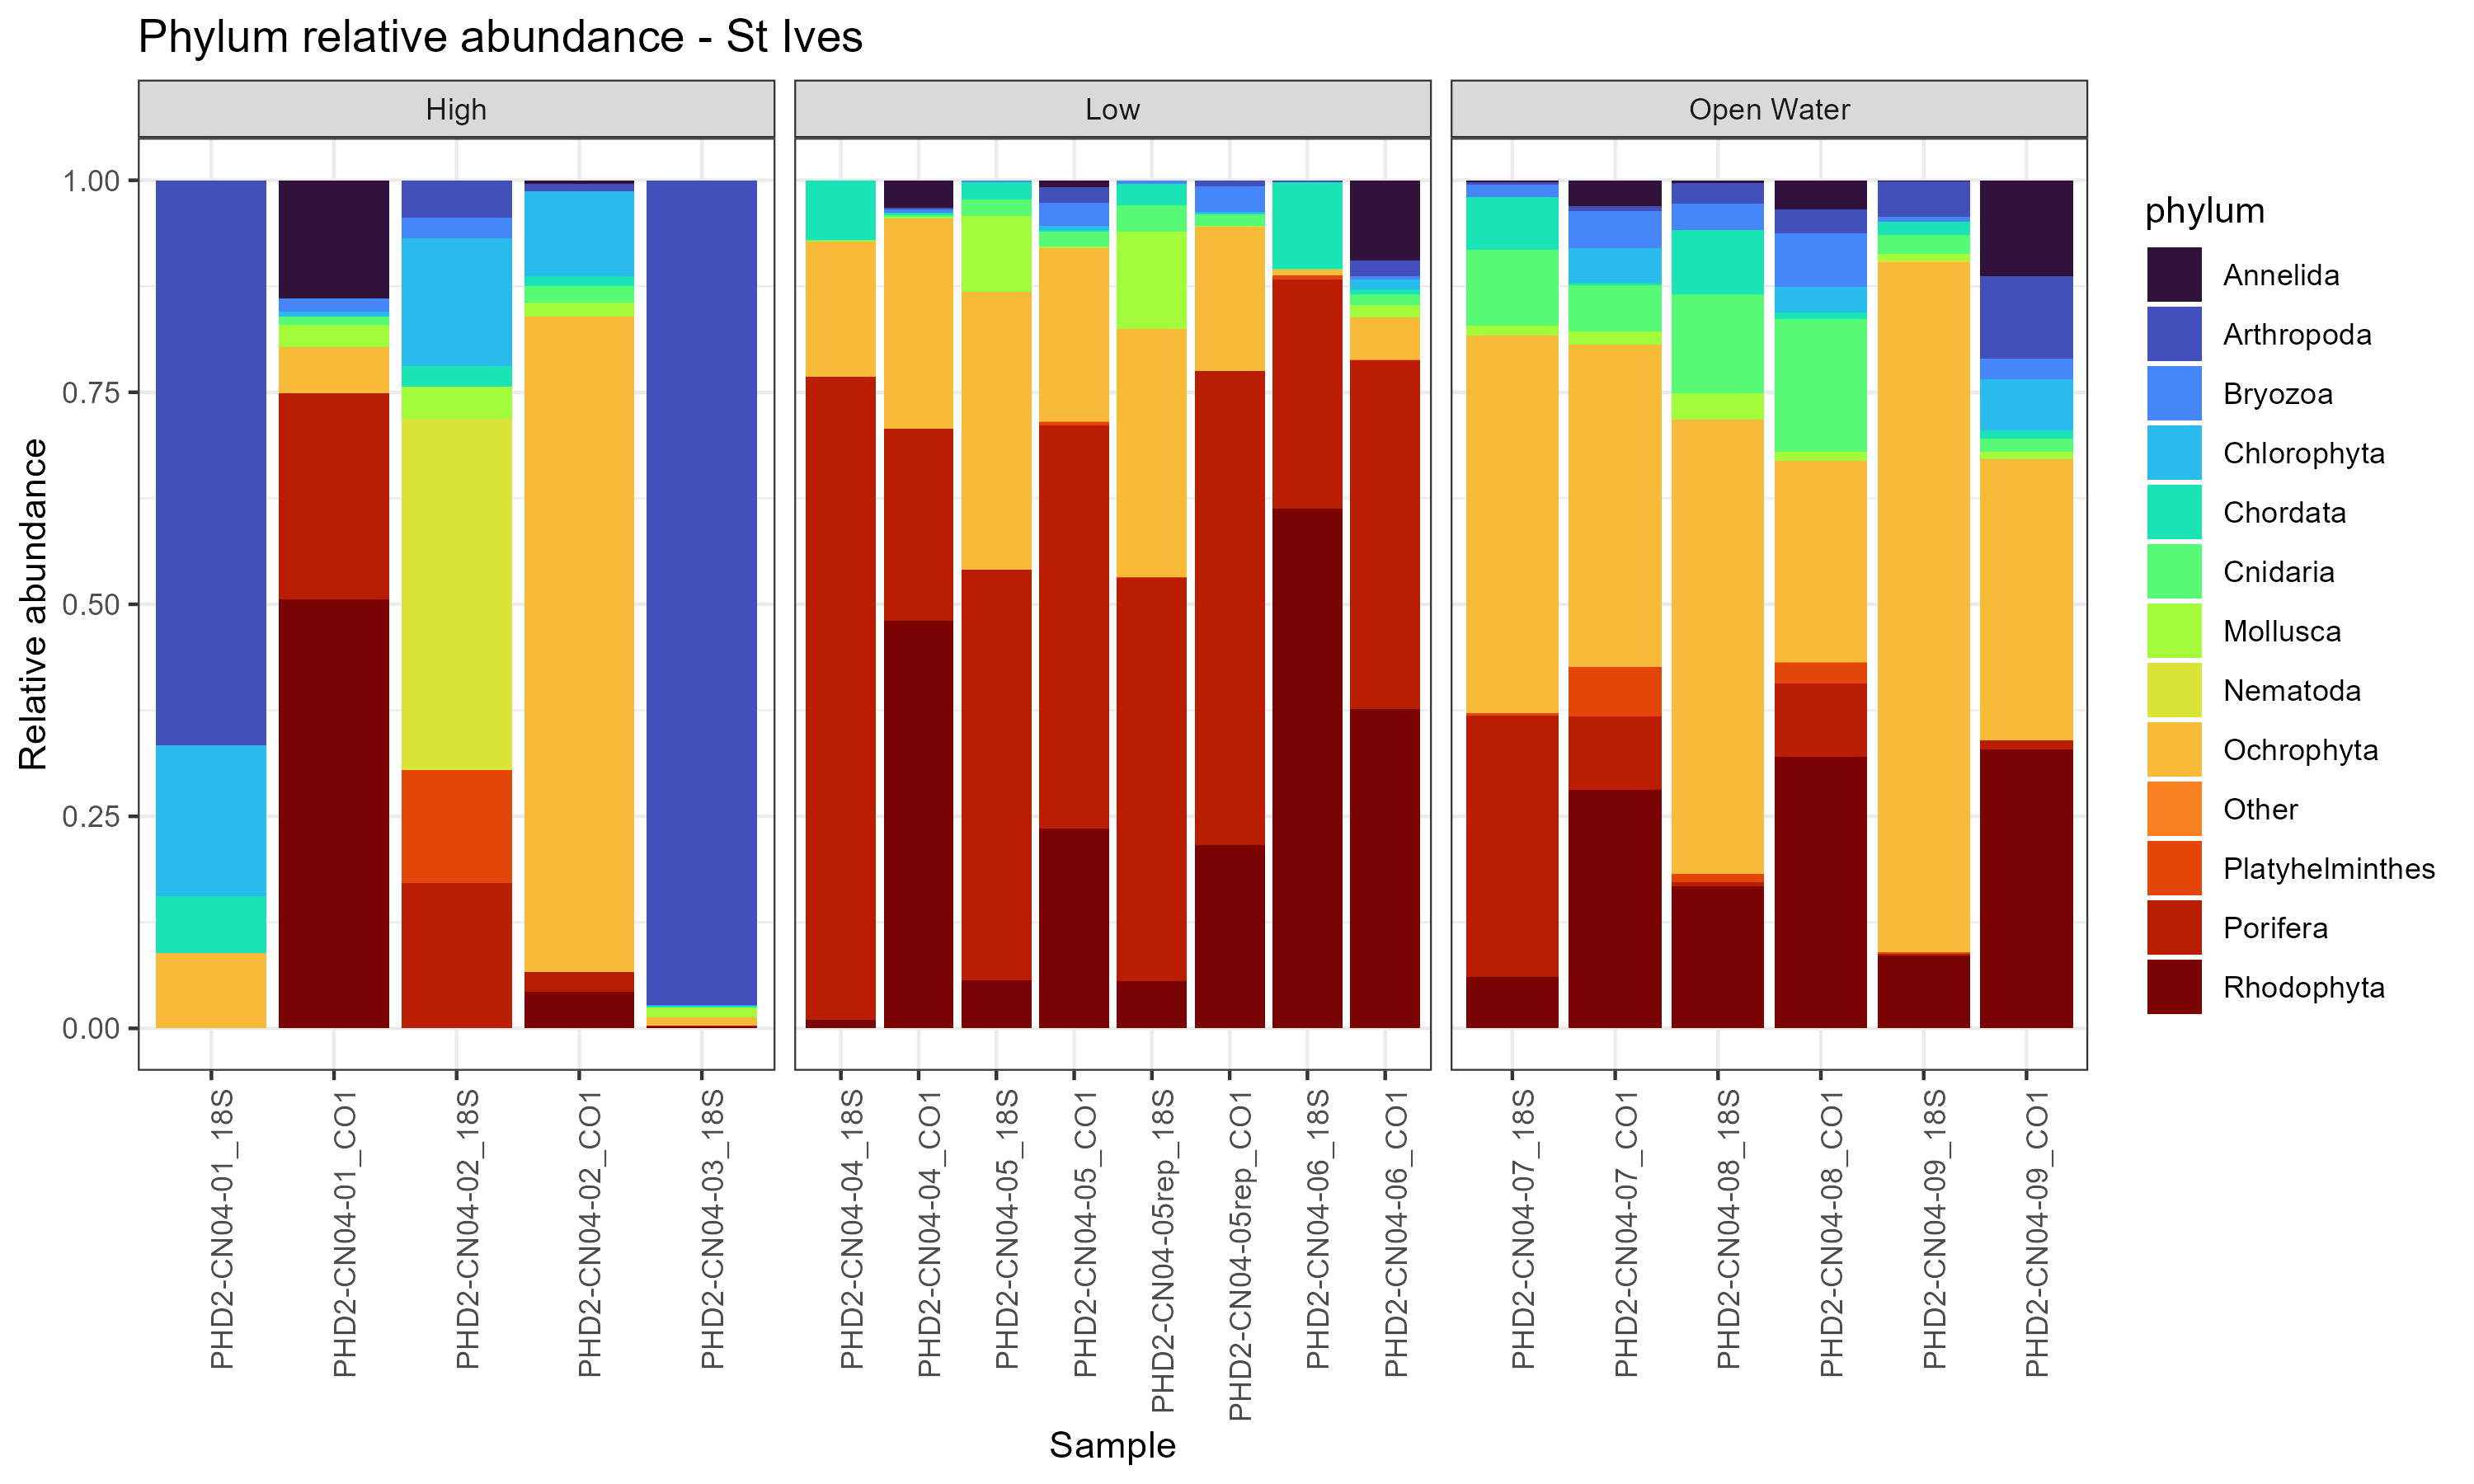 Phylum relative abundance - St Ives
High
Low
Open Water
Relative abundance
1.00
0.75
0.50
0.25
0.00
PHD2-CN04-01_18S
PHD2-CN04-01_CO1
PHD2-CN04-02_18S
PHD2-CN04-02_CO1
PHD2-CN04-03_18S
PHD2-CN04-04_18S
PHD2-CN04-04_CO1
PHD2-CN04-05_18S
PHD2-CN04-05_CO1
PHD2-CN04-05rep_18S
PHD2-CN04-05rep_CO1
PHD2-CN04-06_18S
PHD2-CN04-06_CO1
PHD2-CN04-07_18S
PHD2-CN04-07_CO1
PHD2-CN04-08_18S
PHD2-CN04-08_CO1
PHD2-CN04-09_18S
PHD2-CN04-09_CO1
Sample
phylum
Annelida
Arthropoda
Bryozoa
Chlorophyta
Chordata
Cnidaria
Mollusca
Nematoda
Ochrophyta
Other
Platyhelminthes
Porifera
Rhodophyta